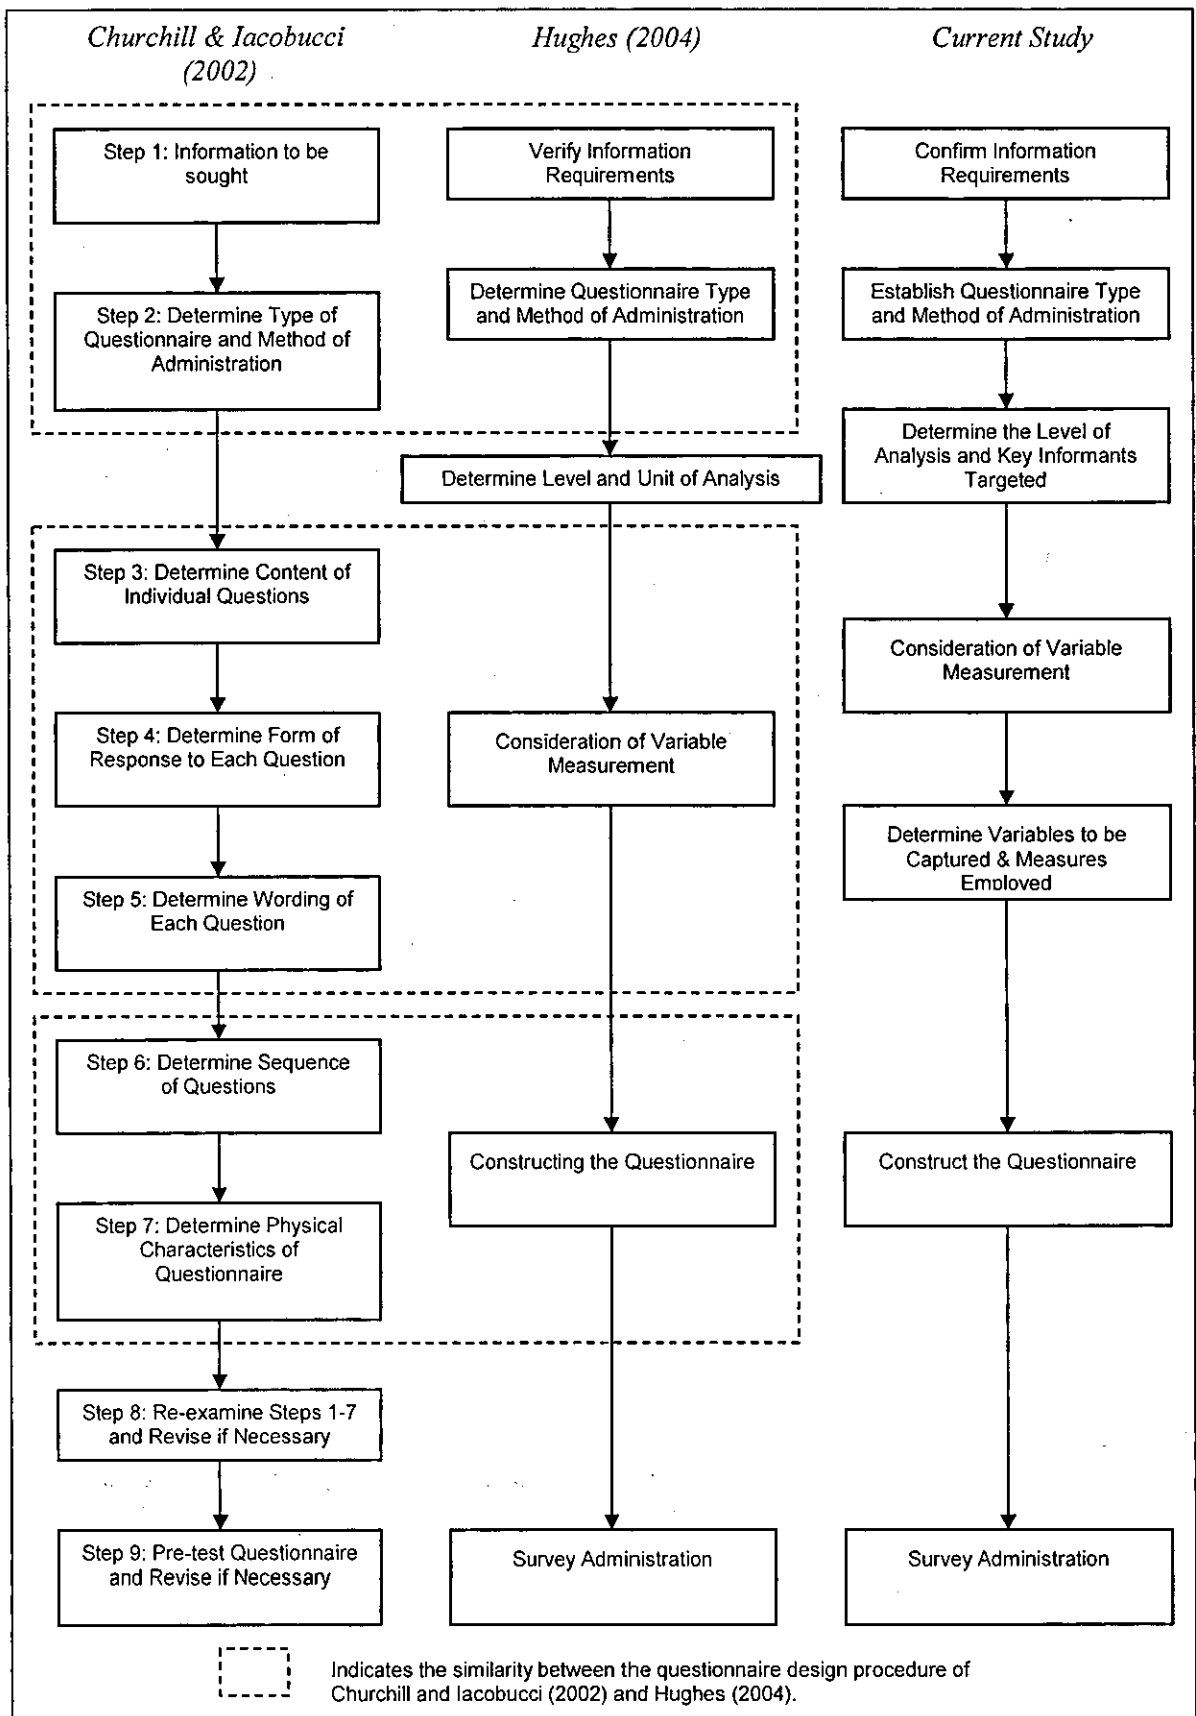 Churchill & Iacobucci
(2002)
Hughes (2004)
Current Study
Step 1: Information to be
sought
Step 2: Determine Type of
Questionnaire and Method of
Administration
Step 3: Determine Content of
Individual Questions
Step 4: Determine Form of
Response to Each Question
Step 5: Determine Wording of
Each Question
Step 6: Determine Sequence
of Questions
Step 7: Determine Physical
Characteristics of
Questionnaire
Step 8: Re-examine Steps 1-7
and Revise if Necessary
Step 9: Pre-test Questionnaire
and Revise if Necessary
Verify Information
Requirements
Determine Questionnaire Type
and Method of Administration
Determine Level and Unit of Analysis
Consideration of Variable
Measurement
Constructing the Questionnaire
Survey Administration
Confirm Information
Requirements
Establish Questionnaire Type
and Method of Administration
Determine the Level of
Analysis and Key Informants
Targeted
Consideration of Variable
Measurement
Determine Variables to be
Captured & Measures
Employed
Construct the Questionnaire
Survey Administration
Indicates the similarity between the questionnaire design procedure of
Churchill and Iacobucci (2002) and Hughes (2004).